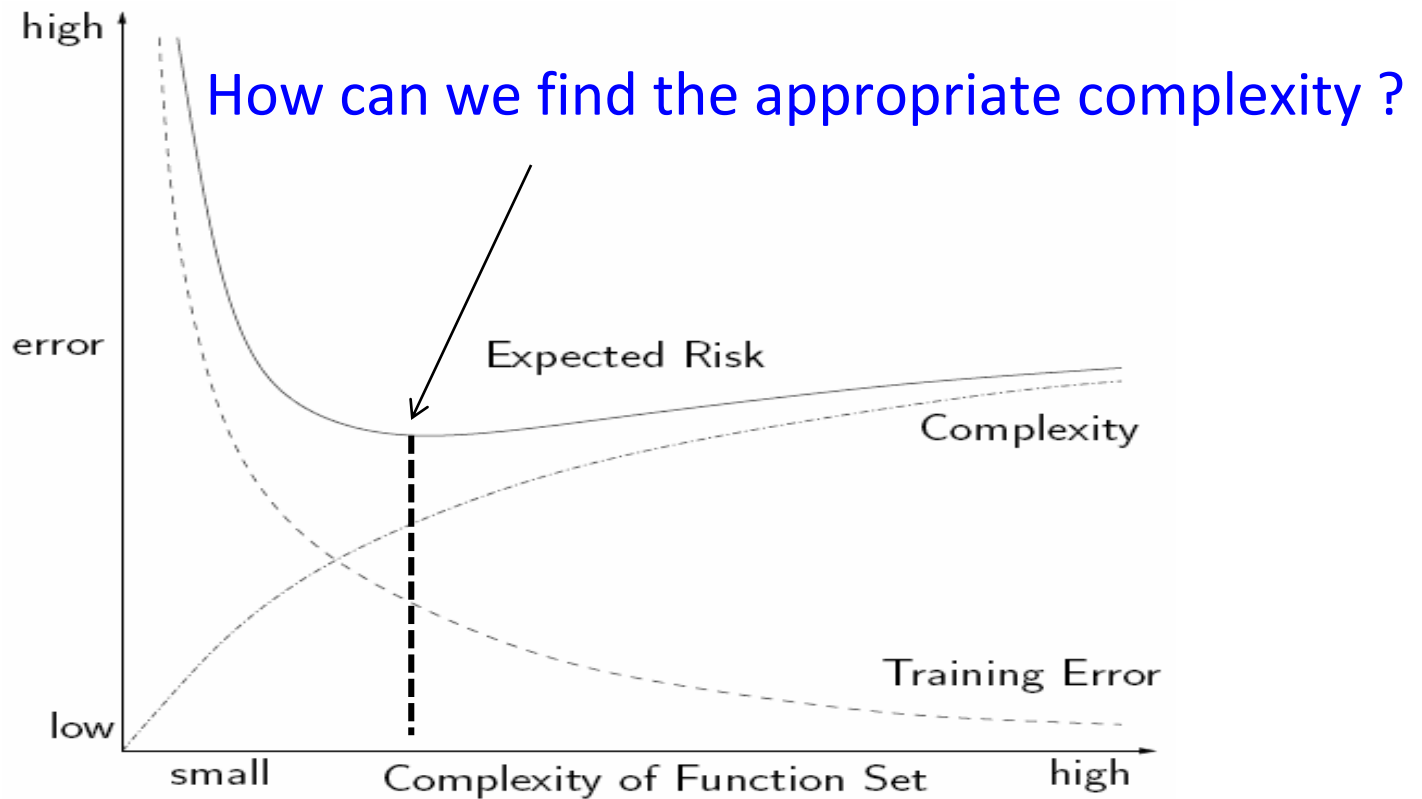 high
How can we find the appropriate complexity ?
error
Expected Risk
Complexity
Training Error
low
small
Complexity of Function Set
high